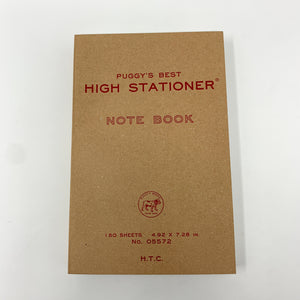 PUGGY'S BEST
HIGH STATIONER®
NOTE BOOK
150 SHEETS 4.92 X 7.28 in.
No. 05572
H.T.C.